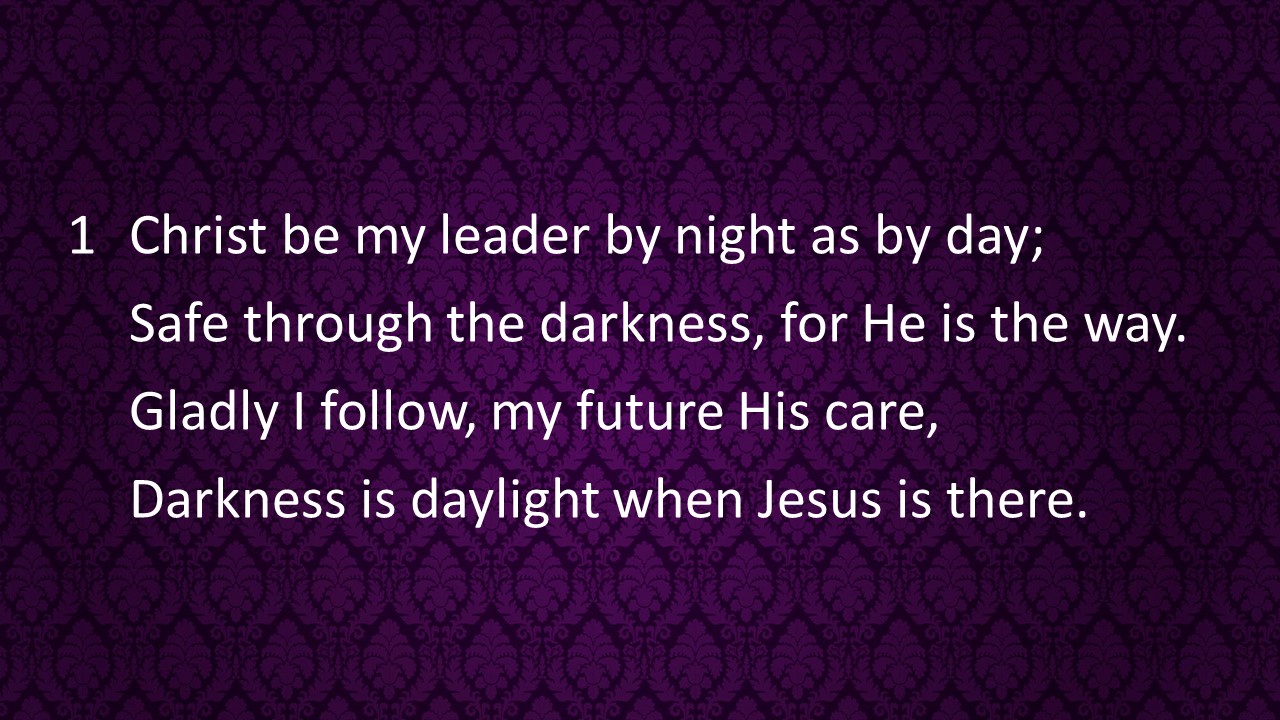 1 Christ be my leader by night as by day;
Safe through the darkness, for He is the way.
Gladly I follow, my future His care,
Darkness is daylight when Jesus is there.